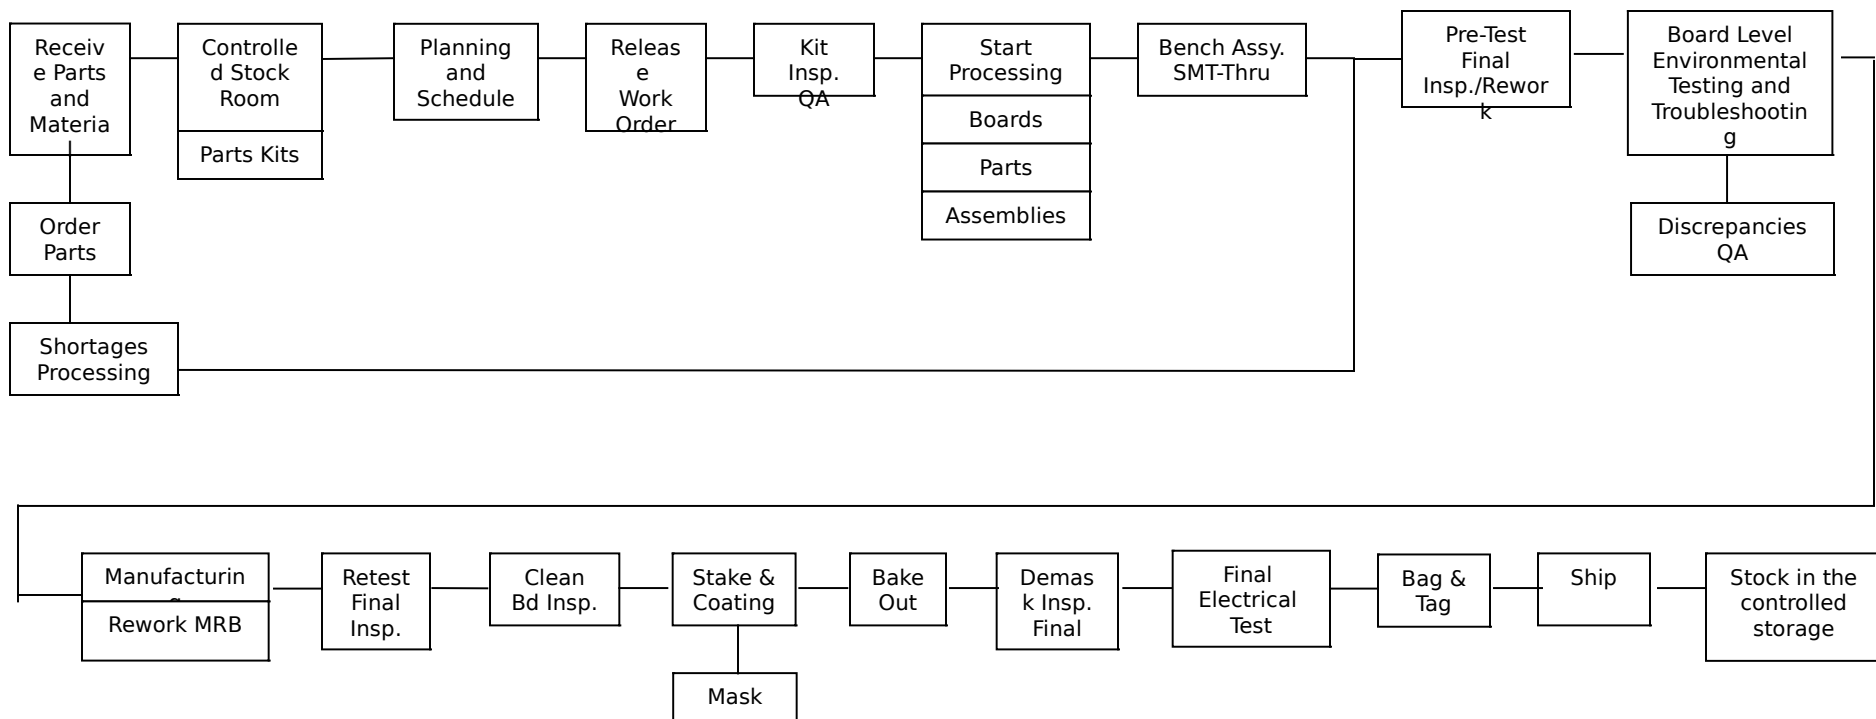 Receiv
e Parts
and
Materia
Controlle
d Stock
Room
Parts Kits
Planning
and
Schedule
Releas
e
Work
Order
Kit
Insp.
QA
Start
Processing
Boards
Parts
Assemblies
Bench Assy.
SMT-Thru
Pre-Test
Final
Insp./Rewor
k
Board Level
Environmental
Testing and
Troubleshootin
g
Order
Parts
Discrepancies
QA
Shortages
Processing
Manufacturin
Rework MRB
Retest
Final
Insp.
Clean
Bd Insp.
Stake &
Coating
Mask
Bake
Out
Demas
k Insp.
Final
Final
Electrical
Test
Bag &
Tag
Ship
Stock in the
controlled
storage